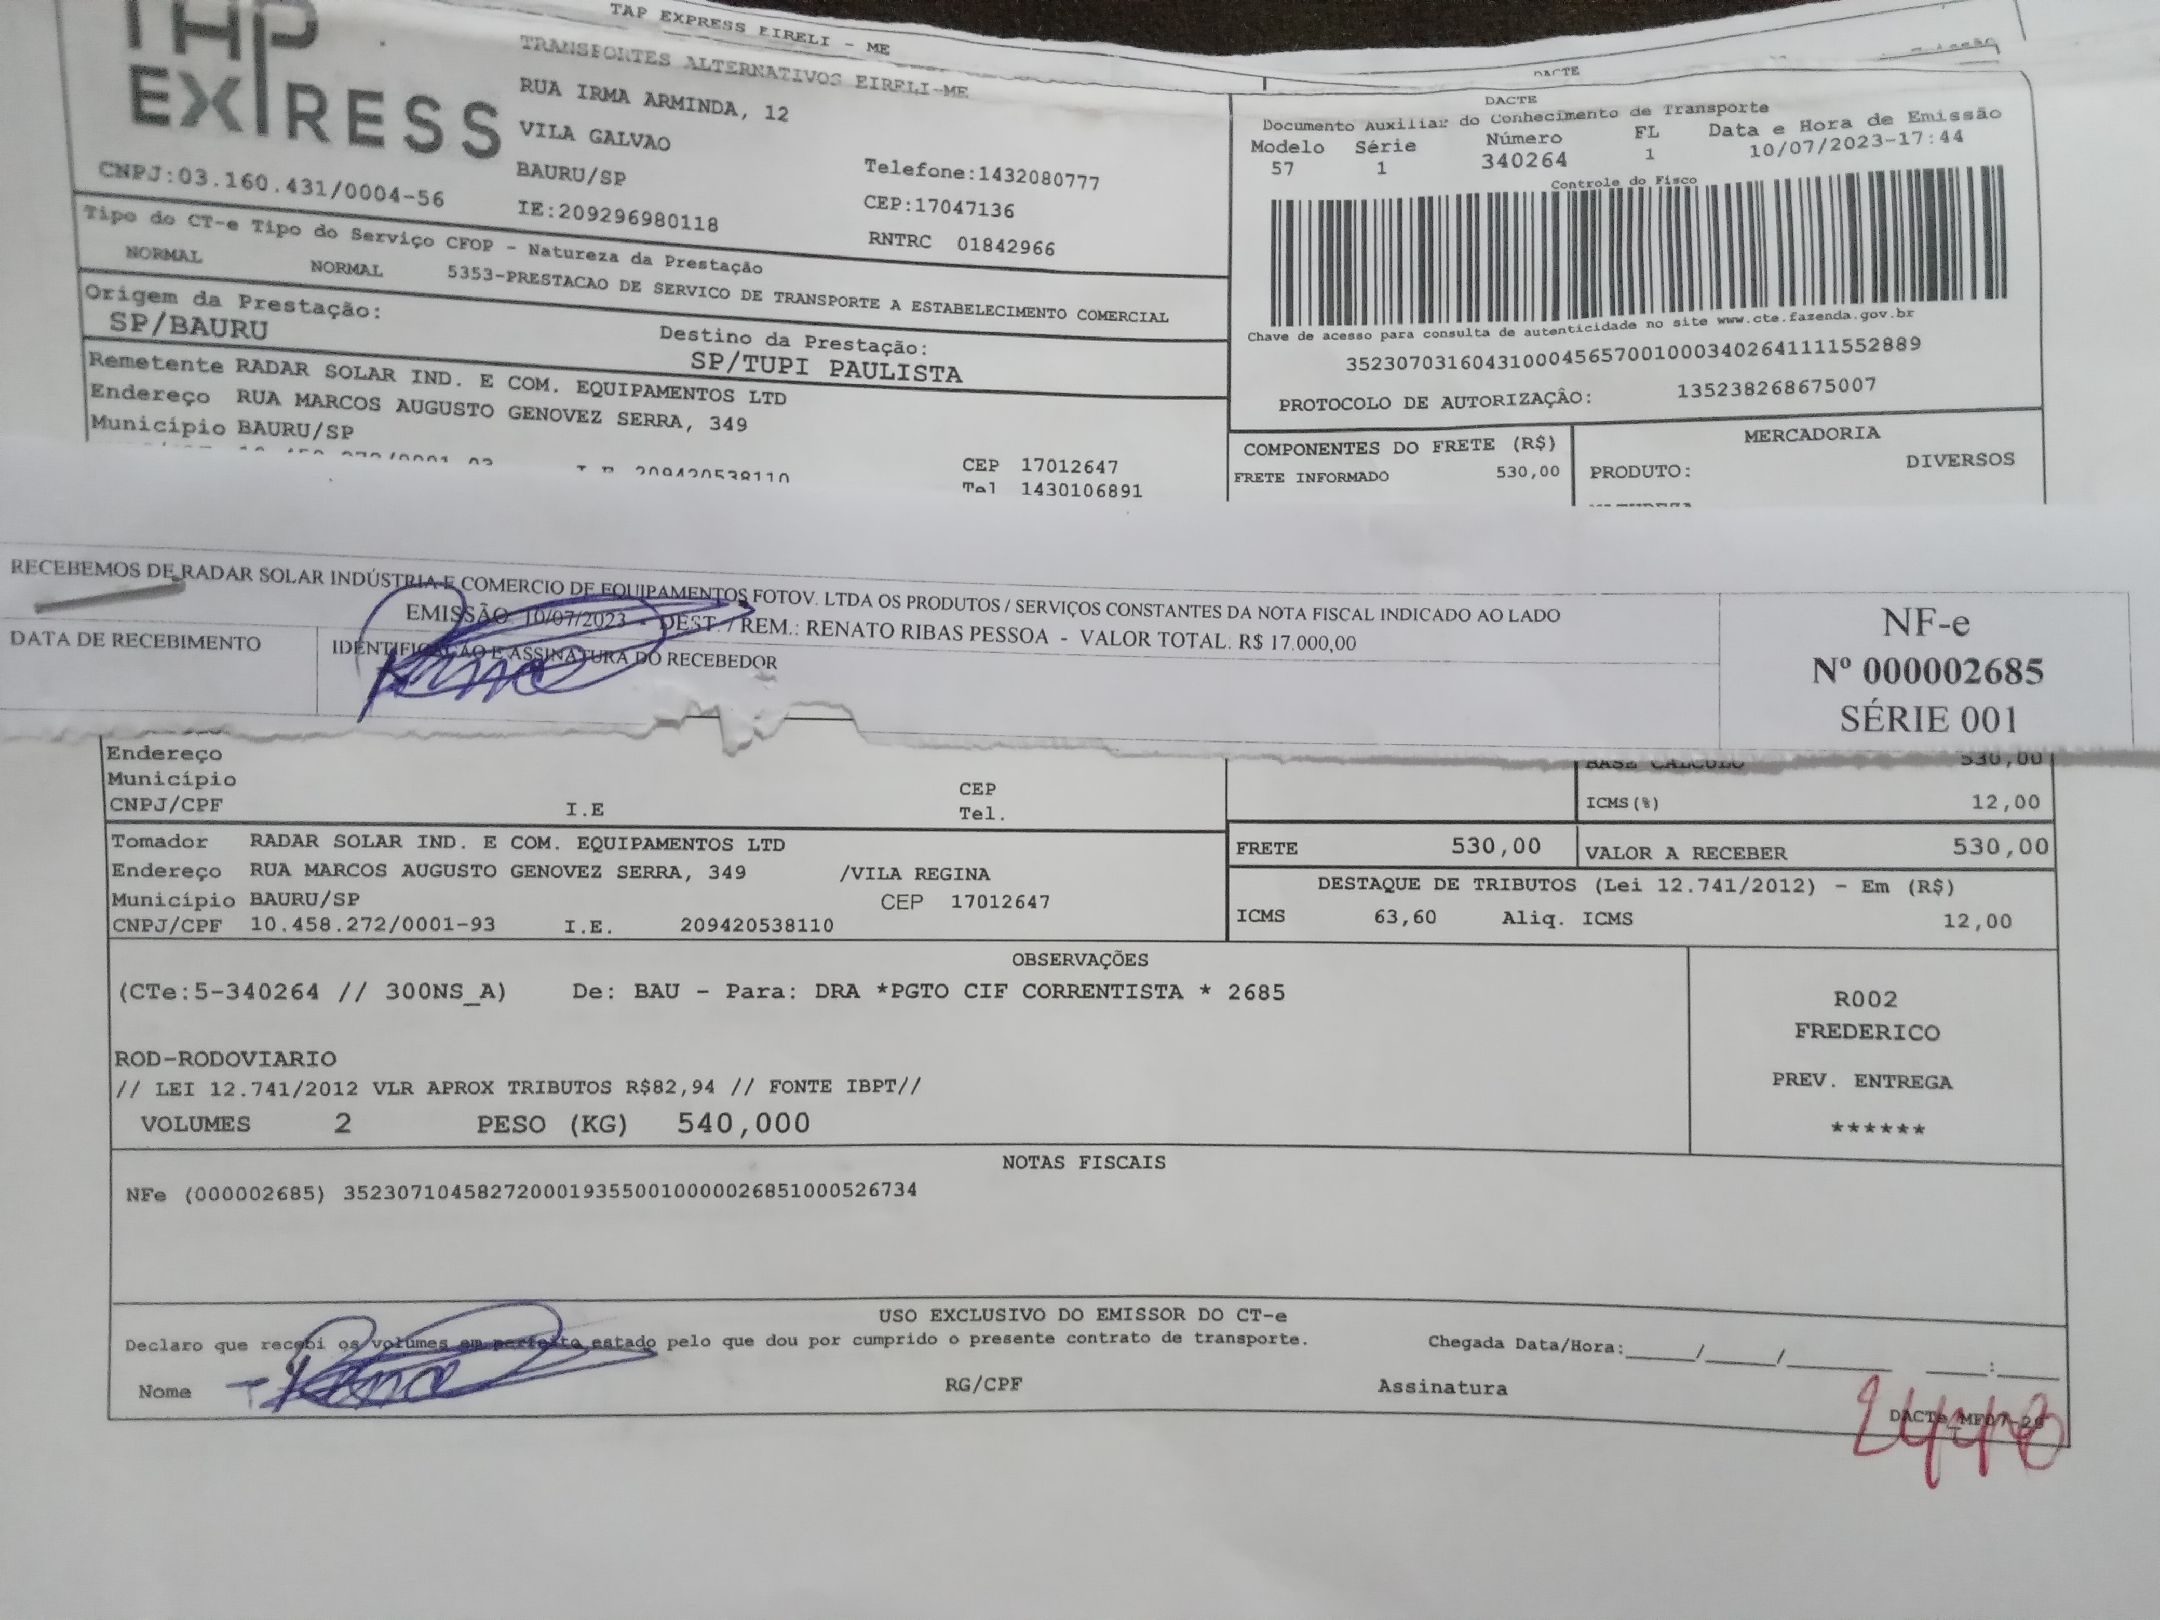 TAP EXPRESS EIRELI - ME
TAP
EXPRESS
TRANSPORTES ALTERNATIVOS EIRELI-ME
RUA IRMA ARMINDA, 12
VILA GALVAO
BAURU/SP
Telefone:1432080777
CNPJ:03.160.431/0004-56
IE:209296980118
CEP:17047136
RNTRC 01842966
Tipo do CT-e Tipo do Serviço CFOP - Natureza da Prestação
NORMAL NORMAL 5353-PRESTACAO DE SERVICO DE TRANSPORTE A ESTABELECIMENTO COMERCIAL
Origem da Prestação:
SP/BAURU
Destino da Prestação:
SP/TUPI PAULISTA
Remetente RADAR SOLAR IND. E COM. EQUIPAMENTOS LTD
Endereço RUA MARCOS AUGUSTO GENOVEZ SERRA, 349
Município BAURU/SP
CEP 17012647
209420538110
Tel 1430106891
DACTE
DACTE
Documento Auxiliar do Conhecimento de Transporte
Modelo Série Número FL Data e Hora de Emissão
57 1 340264 1 10/07/2023-17:44
Controle do Fisco
Chave de acesso para consulta de autenticidade no site www.cte.fazenda.gov.br
35230703160431000456570010003402641111552889
PROTOCOLO DE AUTORIZAÇÂO: 135238268675007
COMPONENTES DO FRETE (R$)
FRETE INFORMADO 530,00
MERCADORIA
PRODUTO: DIVERSOS
RECEBEMOS DE RADAR SOLAR INDÚSTRIA E COMERCIO DE EQUIPAMENTOS FOTOV. LTDA OS PRODUTOS / SERVIÇOS CONSTANTES DA NOTA FISCAL INDICADO AO LADO
EMISSÃO: 10/07/2023 - DEST. / REM.: RENATO RIBAS PESSOA - VALOR TOTAL. R$ 17.000,00
DATA DE RECEBIMENTO
IDENTIFICAÇÃO E ASSINATURA DO RECEBEDOR
NF-e
Nº 000002685
SÉRIE 001
Endereço
Município
CEP
CNPJ/CPF I.E Tel.
BASE CALCULO 530,00
ICMS(%) 12,00
Tomador RADAR SOLAR IND. E COM. EQUIPAMENTOS LTD
Endereço RUA MARCOS AUGUSTO GENOVEZ SERRA, 349 /VILA REGINA
Município BAURU/SP CEP 17012647
CNPJ/CPF 10.458.272/0001-93 I.E. 209420538110
FRETE 530,00 VALOR A RECEBER 530,00
DESTAQUE DE TRIBUTOS (Lei 12.741/2012) - Em (R$)
ICMS 63,60 Aliq. ICMS 12,00
OBSERVAÇÕES
(CTe:5-340264 // 300NS_A) De: BAU - Para: DRA *PGTO CIF CORRENTISTA * 2685
ROD-RODOVIARIO
// LEI 12.741/2012 VLR APROX TRIBUTOS R$82,94 // FONTE IBPT//
VOLUMES 2 PESO (KG) 540,000
R002
FREDERICO
PREV. ENTREGA
******
NOTAS FISCAIS
NFe (000002685) 35230710458272000193550010000026851000526734
USO EXCLUSIVO DO EMISSOR DO CT-e
Declaro que recebi os volumes em perfeito estado pelo que dou por cumprido o presente contrato de transporte.
Chegada Data/Hora:____/____/______ ___:___
Nome RG/CPF Assinatura